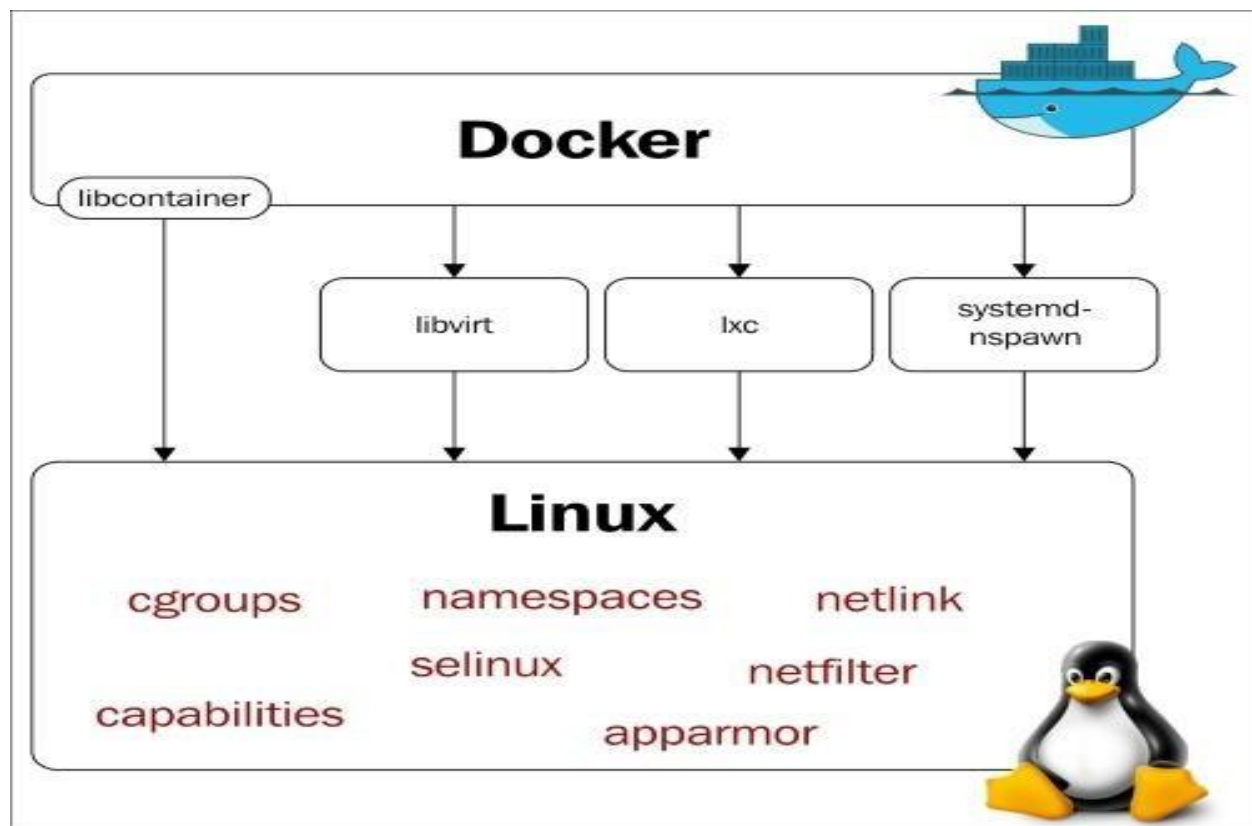 Docker
libcontainer
libvirt
lxc
systemd-
nspawn
Linux
cgroups
namespaces
netlink
selinux
netfilter
capabilities
apparmor